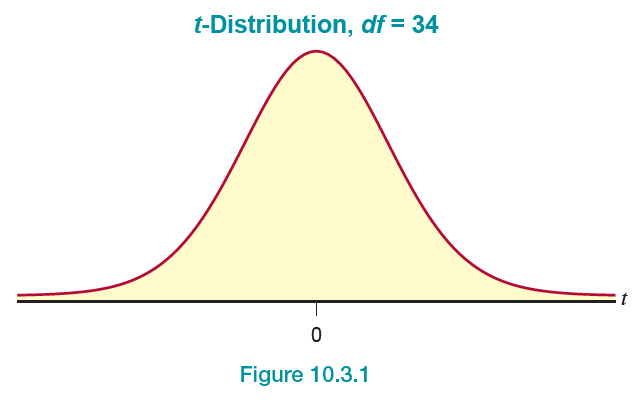 t-Distribution, df = 34
t
0
Figure 10.3.1